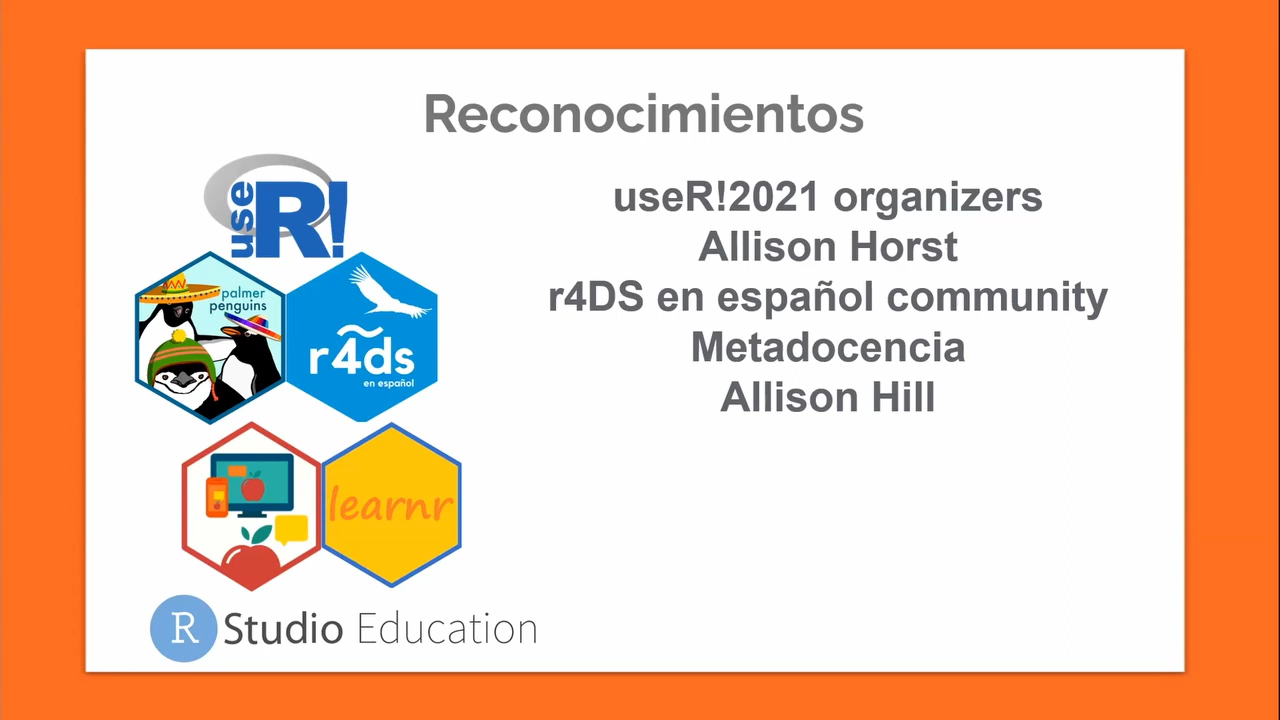 Reconocimientos
use R!
palmer
penguins
r4ds
en español
learnr
R Studio Education
useR!2021 organizers
Allison Horst
r4DS en español community
Metadocencia
Allison Hill